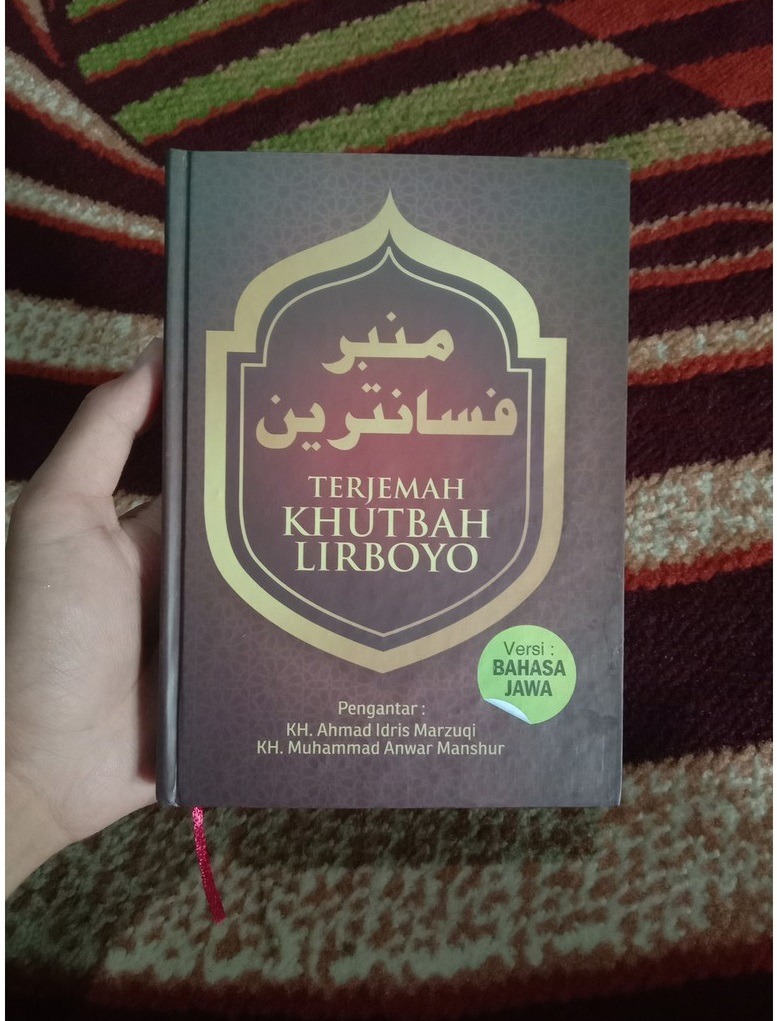 منبر
فسانترين
TERJEMAH
KHUTBAH
LIRBOYO
Versi :
BAHASA
JAWA
Pengantar :
KH. Ahmad Idris Marzuqi
KH. Muhammad Anwar Manshur